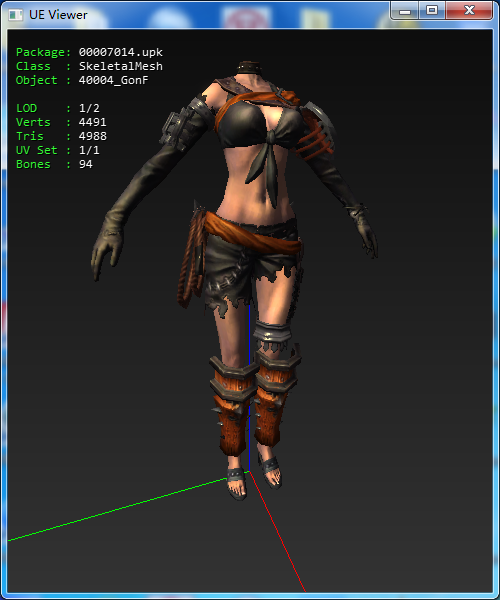 UE Viewer
Package: 00007014.upk
Class : SkeletalMesh
Object : 40004_GonF
LOD : 1/2
Verts : 4491
Tris : 4988
UV Set : 1/1
Bones : 94